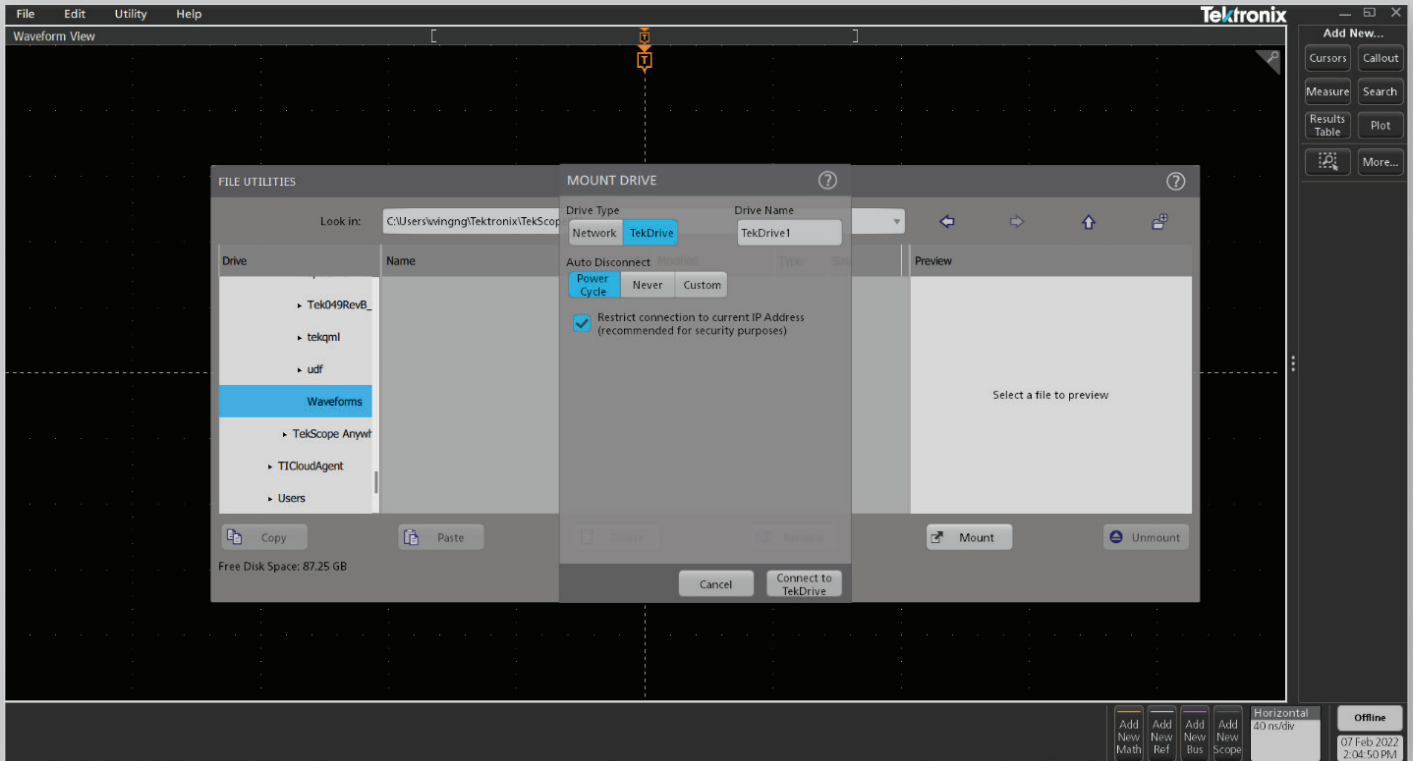 File Edit Utility Help
Tektronix
Waveform View
T
T
Add New...
Cursors Callout
Measure Search
Results Table Plot
More...
FILE UTILITIES
Look in: C:\Users\wingng\Tektronix\TekScop
Drive Name
Preview
Tek049RevB_
tekqml
udf
Waveforms
TekScope Anywh
TICloudAgent
Users
Select a file to preview
Copy Paste
Mount Unmount
Free Disk Space: 87.25 GB
MOUNT DRIVE
Drive Type Drive Name
Network TekDrive TekDrive1
Auto Disconnect
Power Cycle Never Custom
Restrict connection to current IP Address
(recommended for security purposes)
Cancel Connect to TekDrive
Add New Math
Add New Ref
Add New Bus
Add New Scope
Horizontal
40 ns/div
Offline
07 Feb 2022
2:04:50 PM